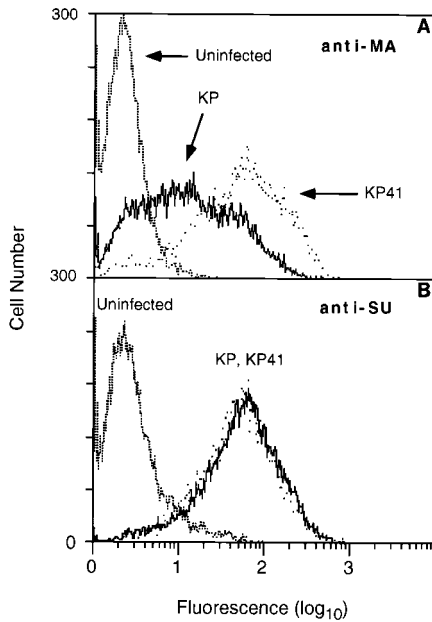 300
A
anti-MA
Uninfected
KP
KP41
300
B
Uninfected
anti-SU
KP, KP41
Cell Number
0
0 1 2 3
Fluorescence (log10)